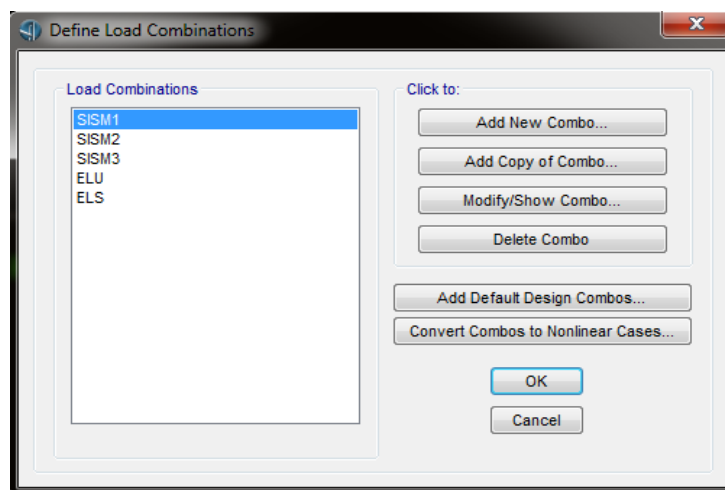 Define Load Combinations
Load Combinations
SISM1
SISM2
SISM3
ELU
ELS
Click to:
Add New Combo...
Add Copy of Combo...
Modify/Show Combo...
Delete Combo
Add Default Design Combos...
Convert Combos to Nonlinear Cases...
OK
Cancel